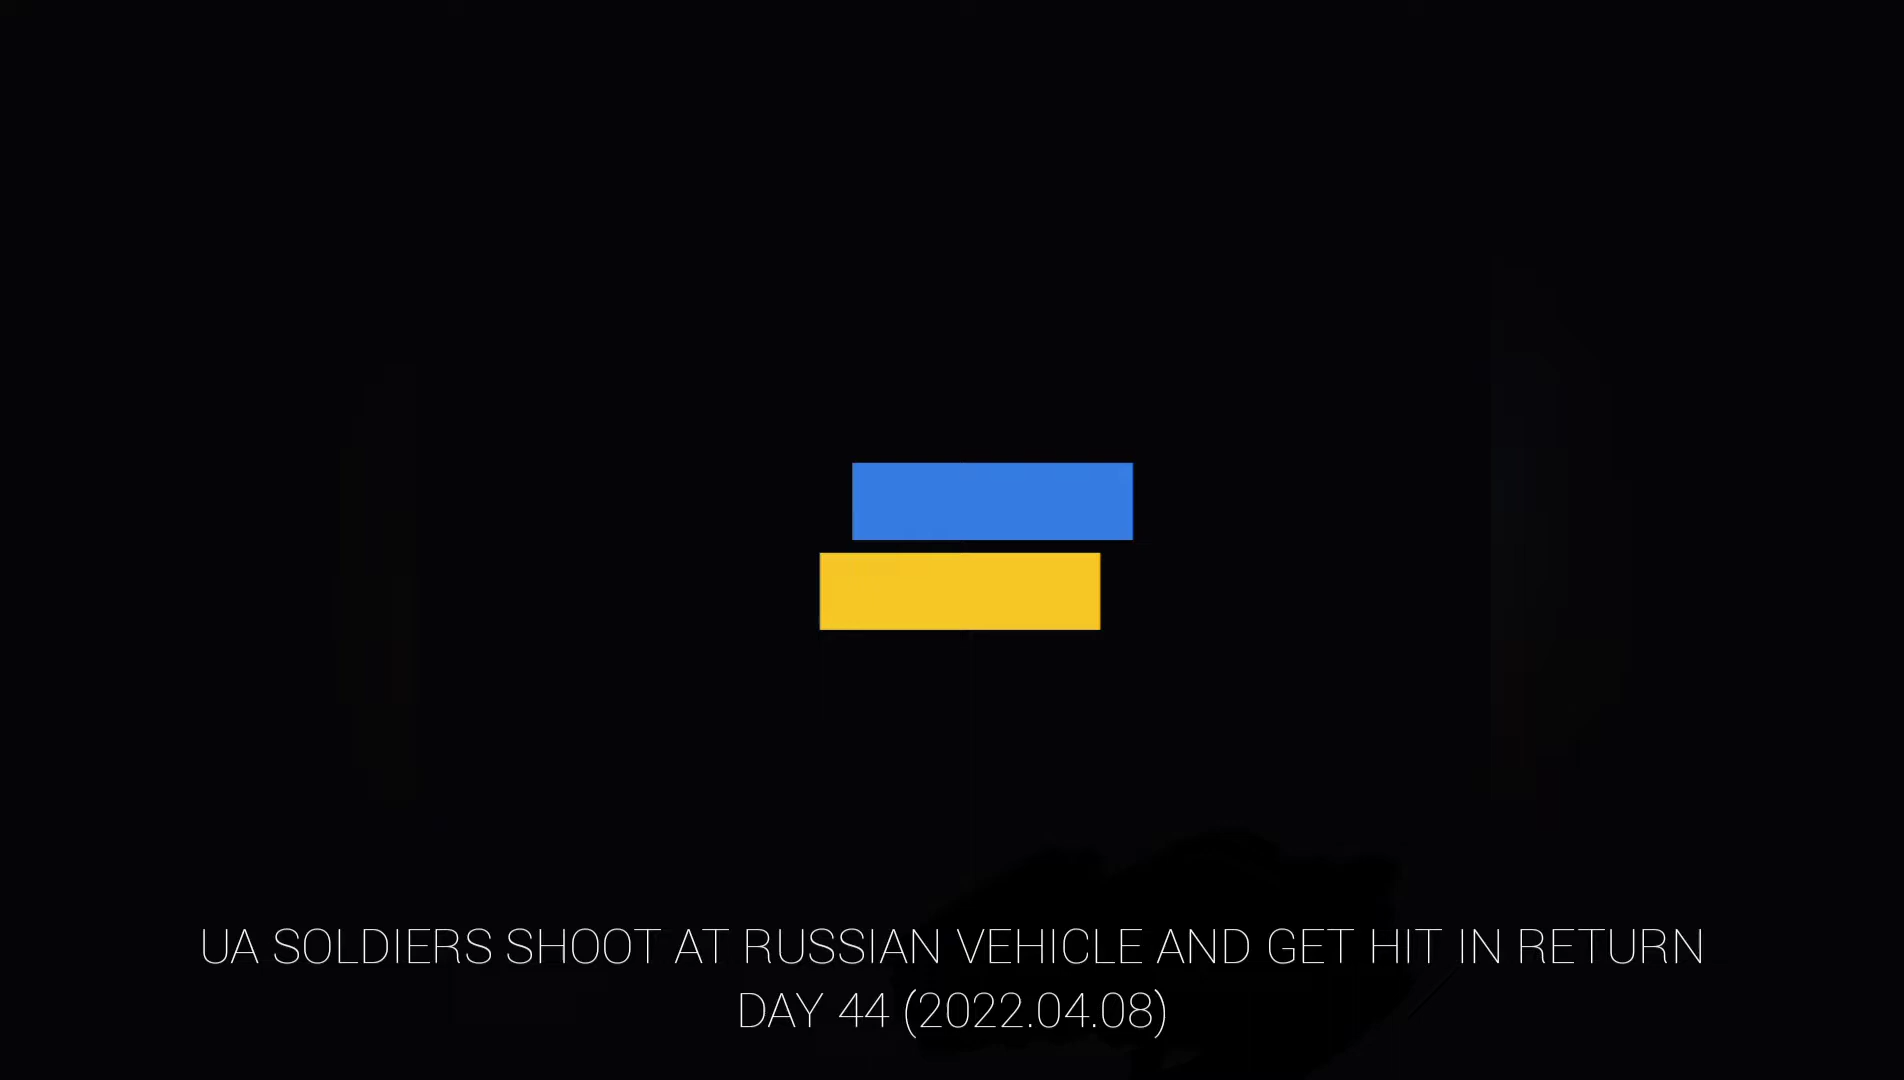 UA SOLDIERS SHOOT AT RUSSIAN VEHICLE AND GET HIT IN RETURN
DAY 44 (2022.04.08)